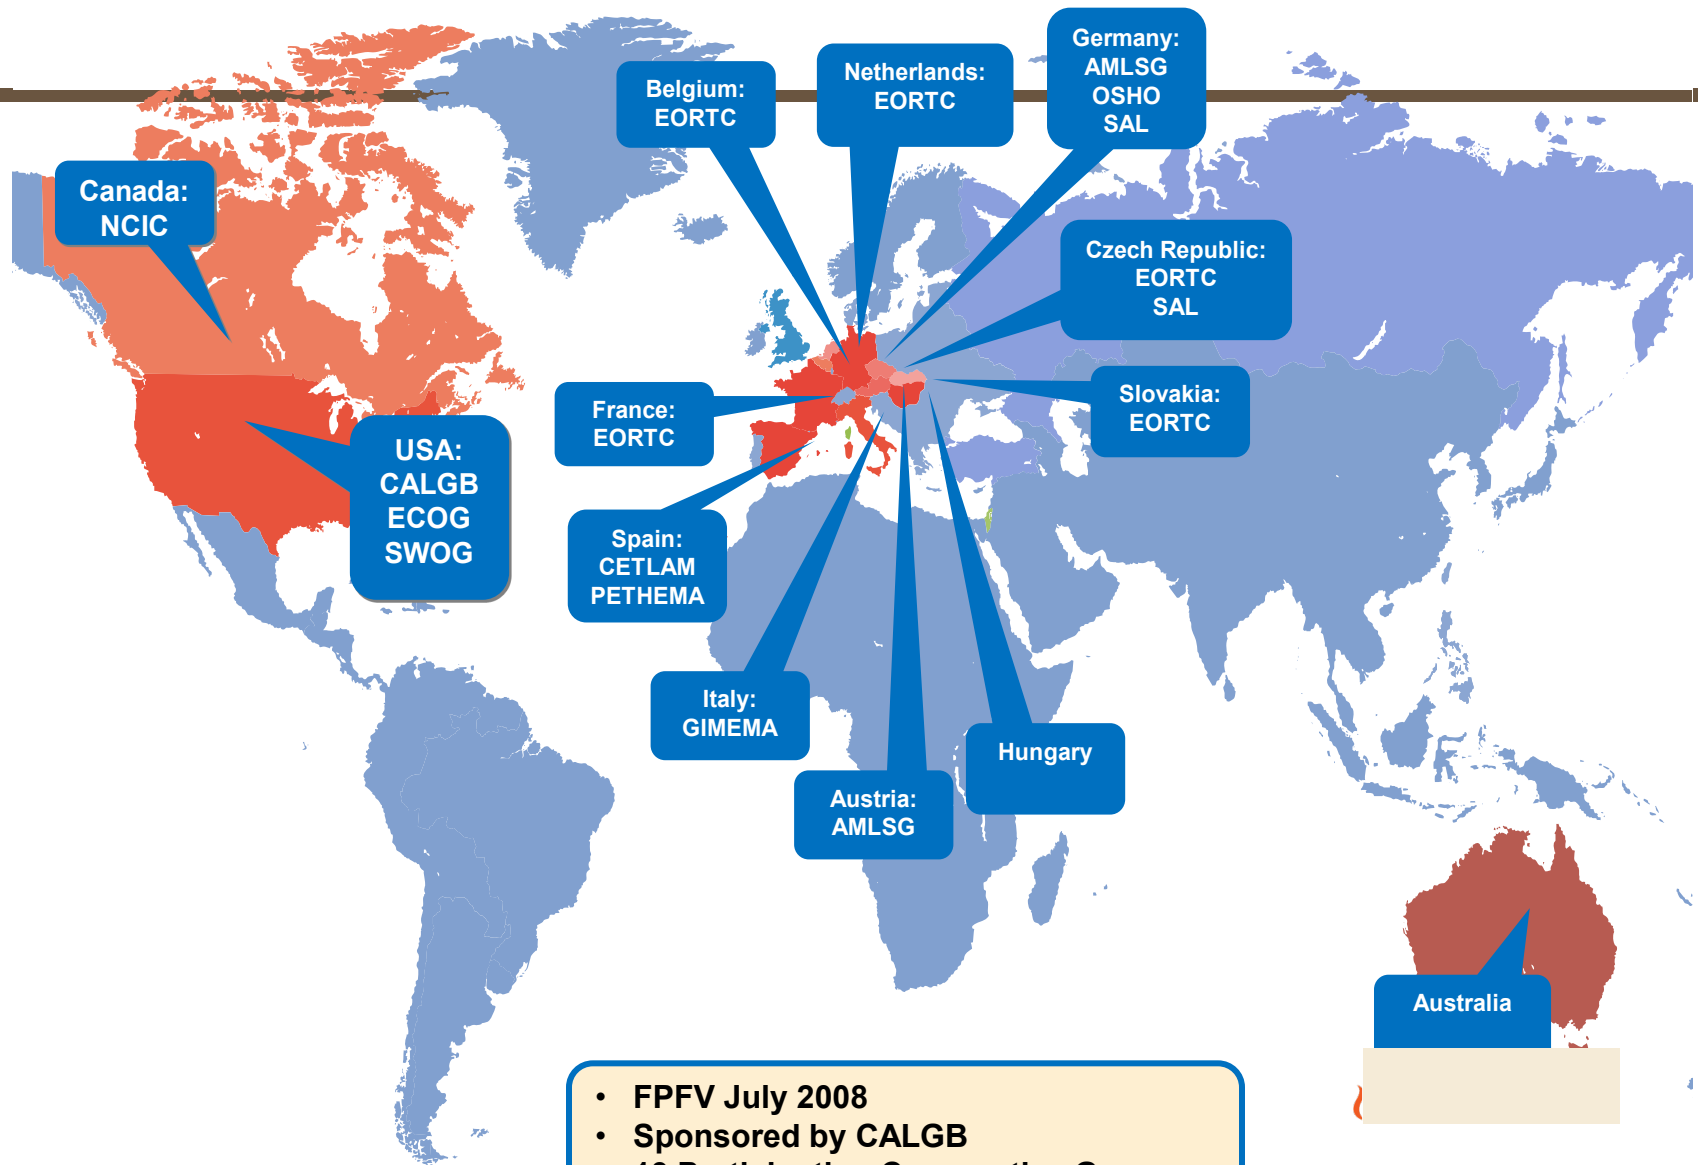 Germany:
AMLSG
OSHO
SAL
Netherlands:
EORTC
Belgium:
EORTC
Canada:
NCIC
Czech Republic:
EORTC
SAL
Slovakia:
EORTC
France:
EORTC
USA:
CALGB
ECOG
SWOG
Spain:
CETLAM
PETHEMA
Italy:
GIMEMA
Hungary
Austria:
AMLSG
Australia
• FPFV July 2008
• Sponsored by CALGB